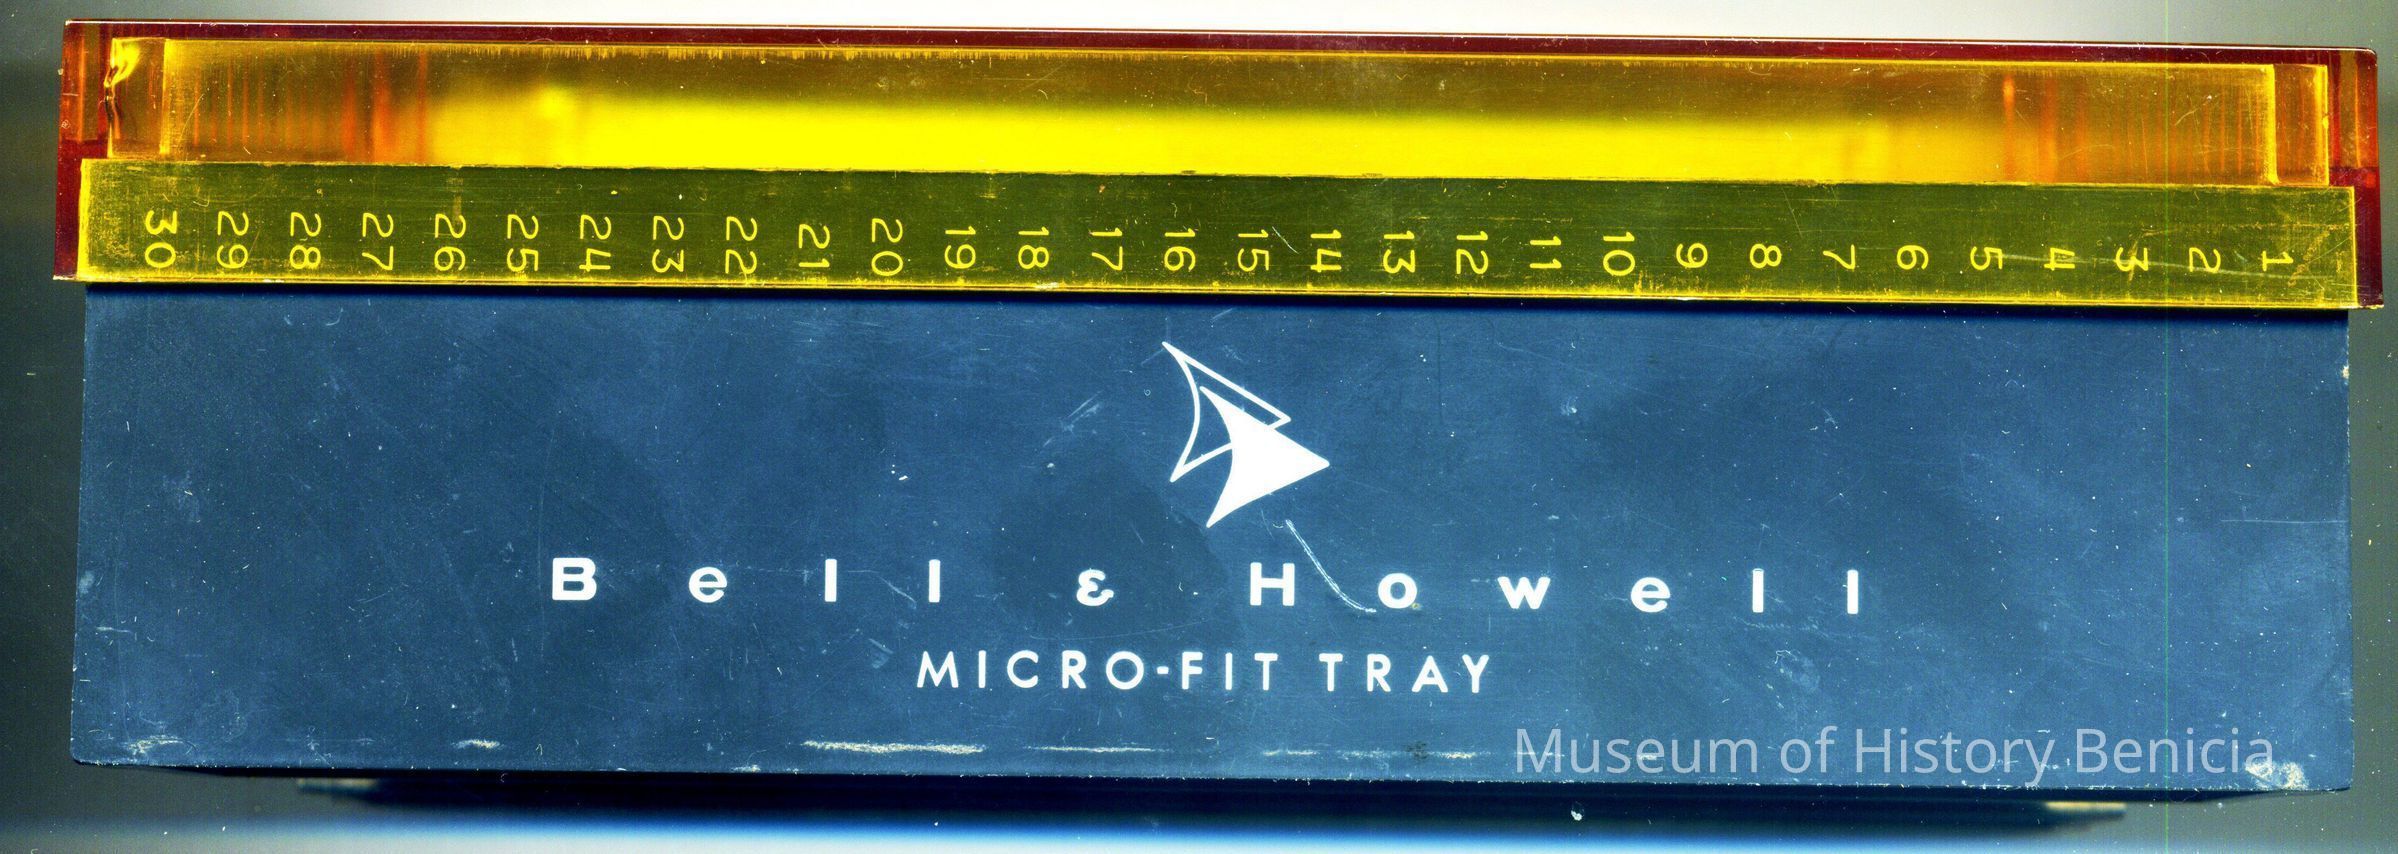 30 29 28 27 26 25 24 23 22 21 20 19 18 17 16 15 14 13 12 11 10 9 8 7 6 5 4 3 2 1
Bell & Howell
MICRO-FIT TRAY
Museum of History Benicia